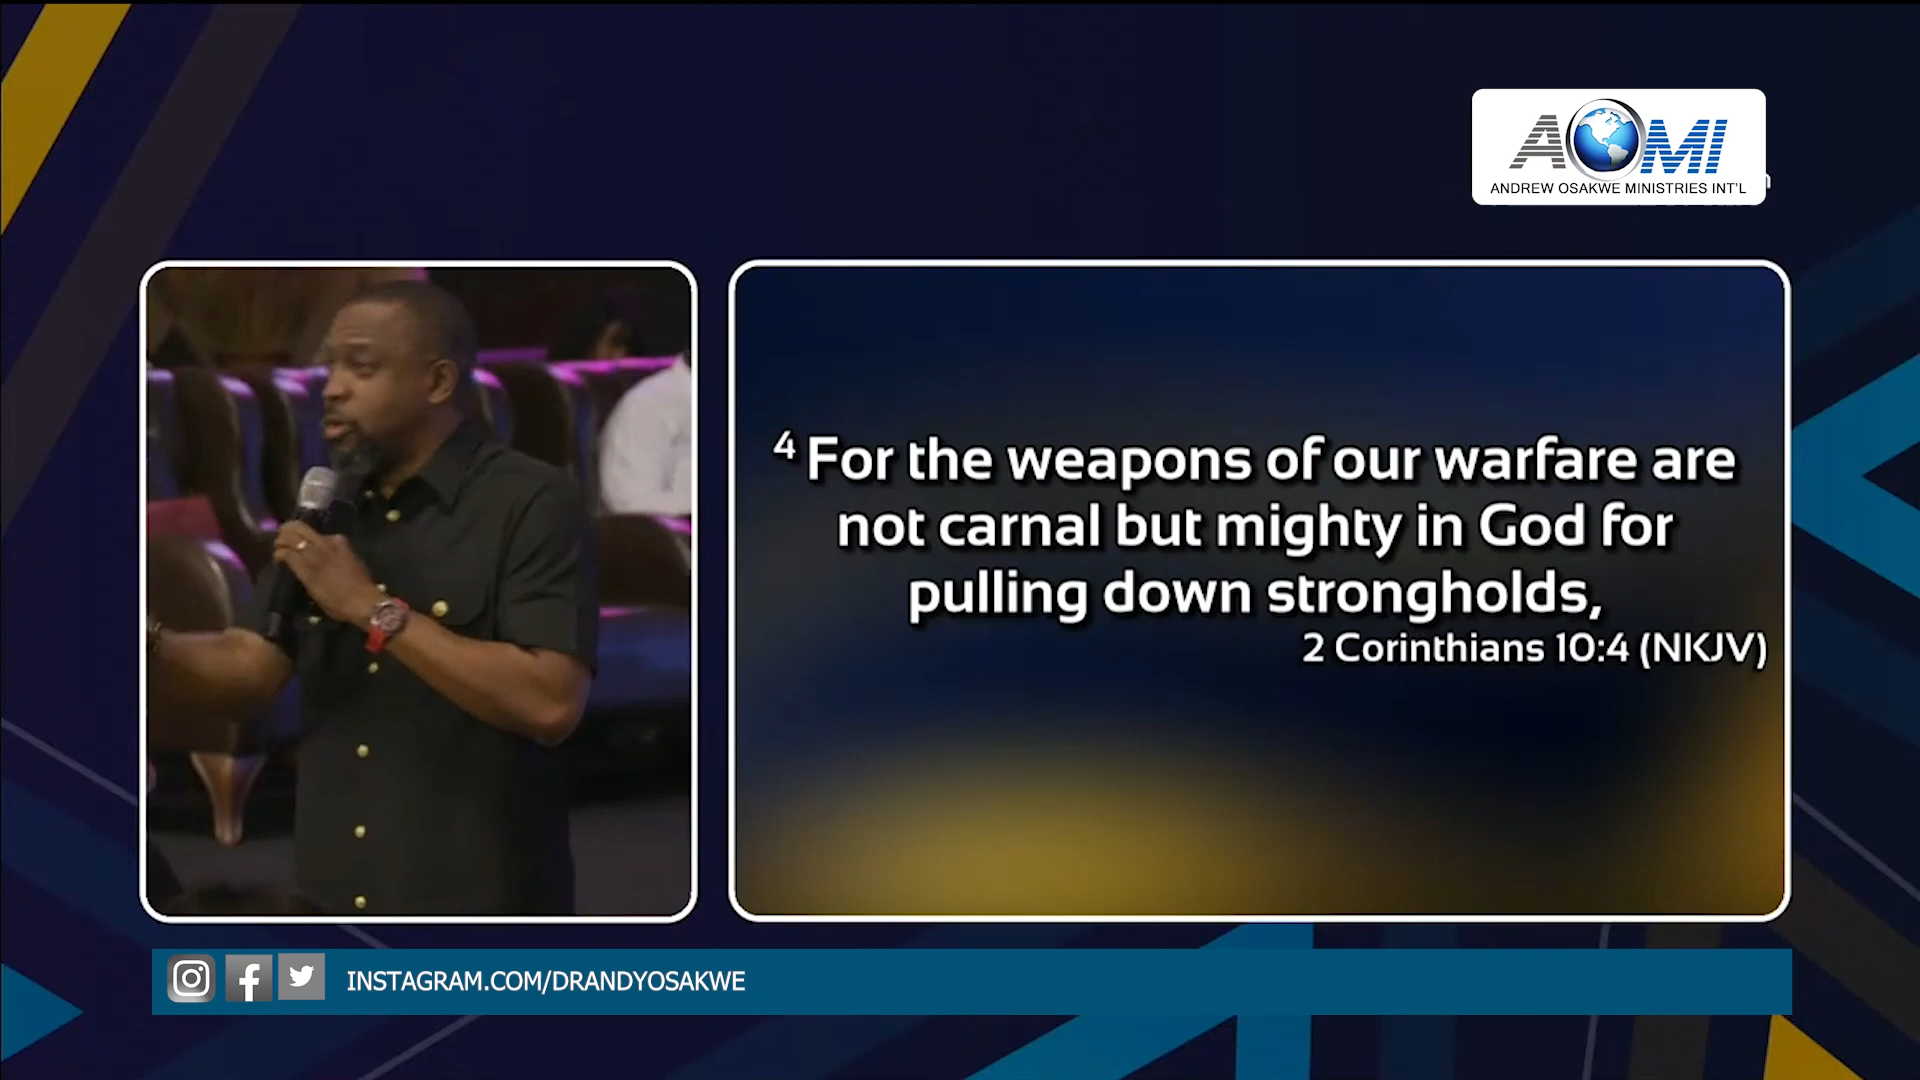 AOMI
ANDREW OSAKWE MINISTRIES INT'L
4 For the weapons of our warfare are
not carnal but mighty in God for
pulling down strongholds,
2 Corinthians 10:4 (NKJV)
INSTAGRAM.COM/DRANDYOSAKWE